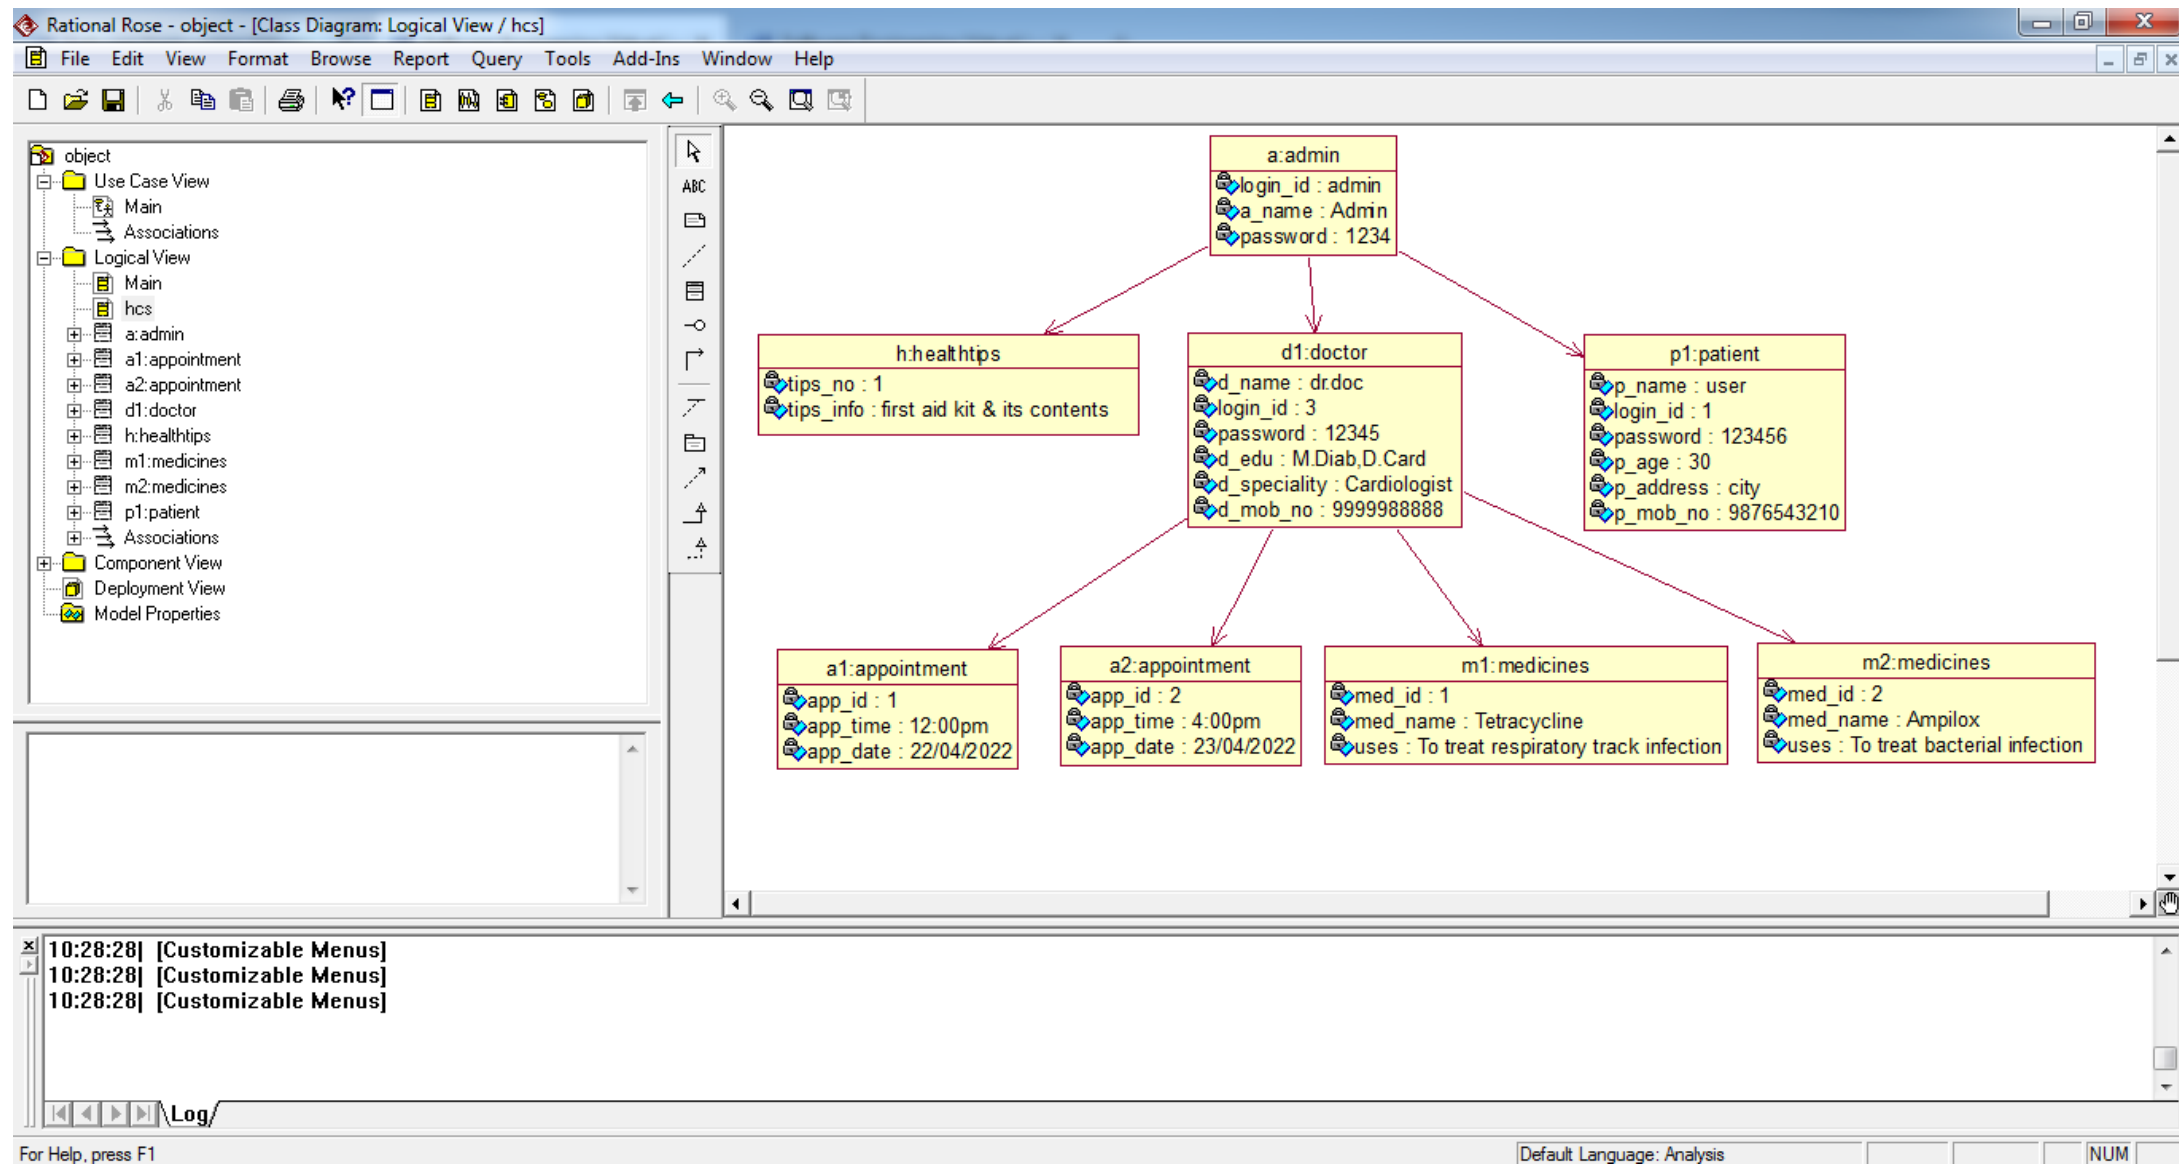 Rational Rose - object - [Class Diagram: Logical View / hcs]
File Edit View Format Browse Report Query Tools Add-Ins Window Help
object
Use Case View
Main
Associations
Logical View
Main
hcs
a:admin
a1:appointment
a2:appointment
d1:doctor
h:healthtips
m1:medicines
m2:medicines
p1:patient
Associations
Component View
Deployment View
Model Properties
ABC
a:admin
login_id : admin
a_name : Admin
password : 1234
h:healthtips
tips_no : 1
tips_info : first aid kit & its contents
d1:doctor
d_name : dr.doc
login_id : 3
password : 12345
d_edu : M.Diab,D.Card
d_speciality : Cardiologist
d_mob_no : 9999988888
p1:patient
p_name : user
login_id : 1
password : 123456
p_age : 30
p_address : city
p_mob_no : 9876543210
a1:appointment
app_id : 1
app_time : 12:00pm
app_date : 22/04/2022
a2:appointment
app_id : 2
app_time : 4:00pm
app_date : 23/04/2022
m1:medicines
med_id : 1
med_name : Tetracycline
uses : To treat respiratory track infection
m2:medicines
med_id : 2
med_name : Ampilox
uses : To treat bacterial infection
10:28:28| [Customizable Menus]
10:28:28| [Customizable Menus]
10:28:28| [Customizable Menus]
Log
For Help, press F1
Default Language: Analysis
NUM